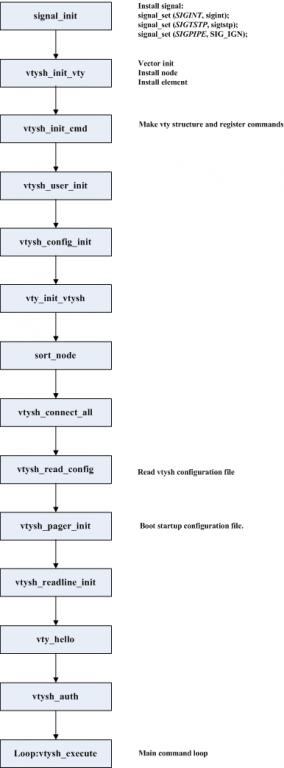 signal_init
Install signal:
signal_set (SIGINT, sigint);
signal_set (SIGTSTP, sigtstp);
signal_set (SIGPIPE, SIG_IGN);
vtysh_init_vty
Vector init
Install node
Install element
vtysh_init_cmd
Make vty structure and register commands
vtysh_user_init
vtysh_config_init
vty_init_vtysh
sort_node
vtysh_connect_all
vtysh_read_config
Read vtysh configuration file
vtysh_pager_init
Boot startup configuration file.
vtysh_readline_init
vty_hello
vtysh_auth
Loop:vtysh_execute
Main command loop